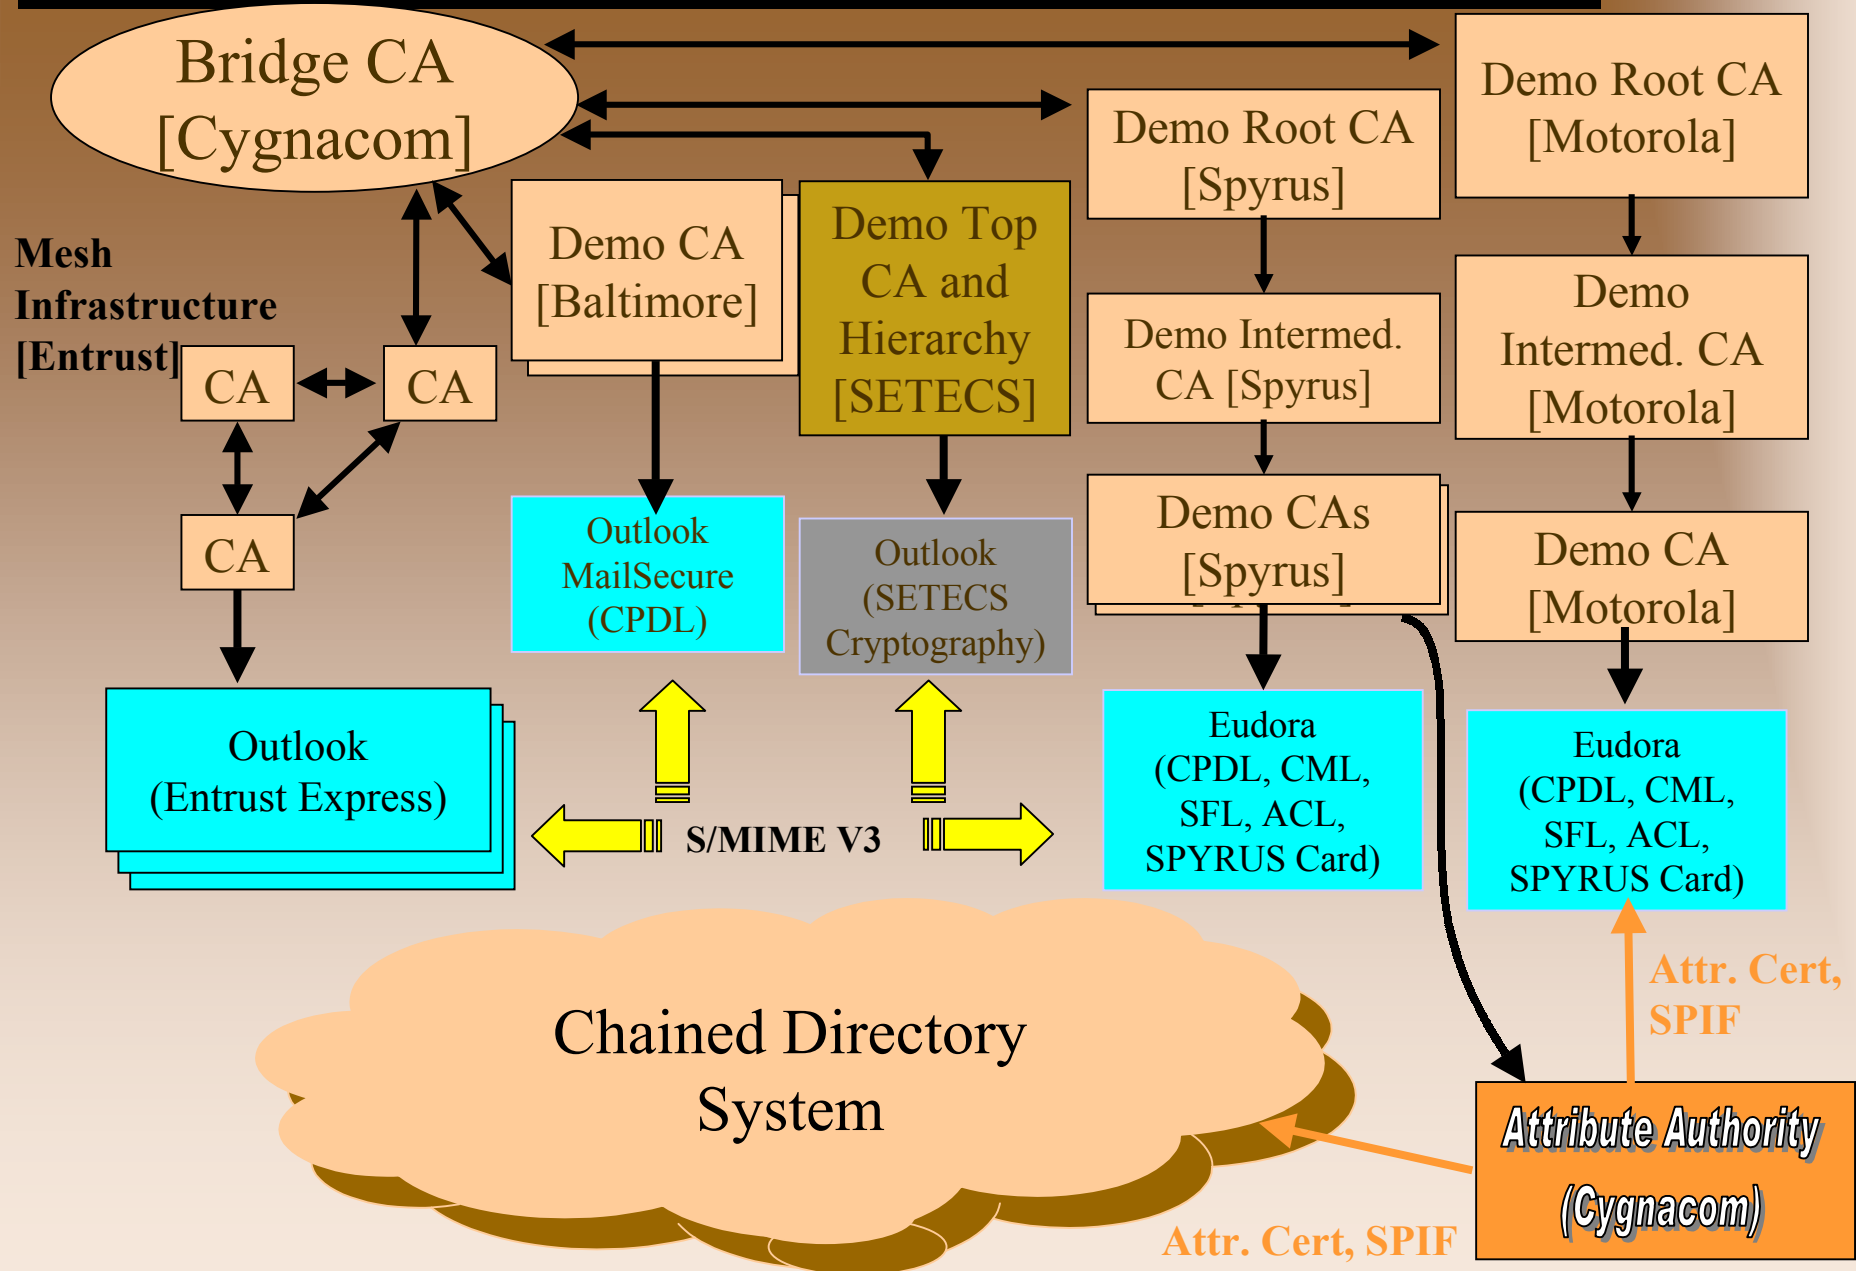 Bridge CA
[Cygnacom]
Demo Root CA
[Motorola]
Demo Root CA
[Spyrus]
Mesh
Infrastructure
[Entrust]
Demo CA
[Baltimore]
Demo Top
CA and
Hierarchy
[SETECS]
Demo Intermed.
CA [Spyrus]
Demo
Intermed. CA
[Motorola]
CA
CA
CA
Outlook
MailSecure
(CPDL)
Outlook
(SETECS
Cryptography)
Demo CAs
[Spyrus]
Demo CA
[Motorola]
Outlook
(Entrust Express)
S/MIME V3
Eudora
(CPDL, CML,
SFL, ACL,
SPYRUS Card)
Eudora
(CPDL, CML,
SFL, ACL,
SPYRUS Card)
Attr. Cert,
SPIF
Chained Directory
System
Attribute Authority
(Cygnacom)
Attr. Cert, SPIF